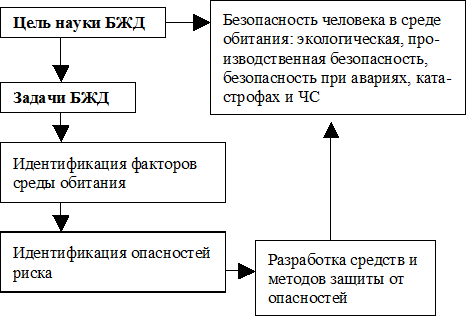 Цель науки БЖД
Безопасность человека в среде
обитания: экологическая, про-
изводственная безопасность,
безопасность при авариях, ката-
строфах и ЧС
Задачи БЖД
Идентификация факторов
среды обитания
Идентификация опасностей
риска
Разработка средств и
методов защиты от
опасностей